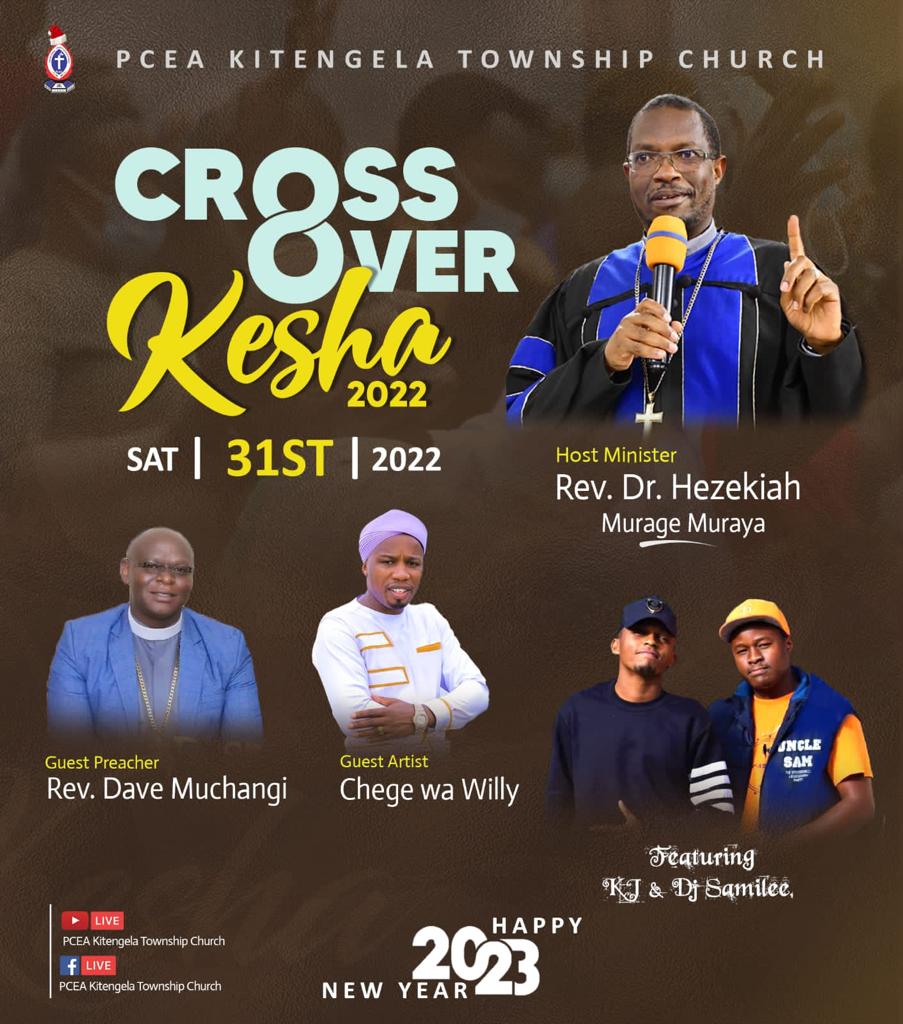 PCEA KITENGELA TOWNSHIP CHURCH
CROSS
OVER
Kesha
2022
SAT | 31ST | 2022
Host Minister
Rev. Dr. Hezekiah
Murage Muraya
Guest Preacher
Rev. Dave Muchangi
Guest Artist
Chege wa Willy
UNCLE
SAM
Featuring
KJ & Dj Samilee,
LIVE
PCEA Kitengela Township Church
LIVE
PCEA Kitengela Township Church
HAPPY
2023
NEW YEAR